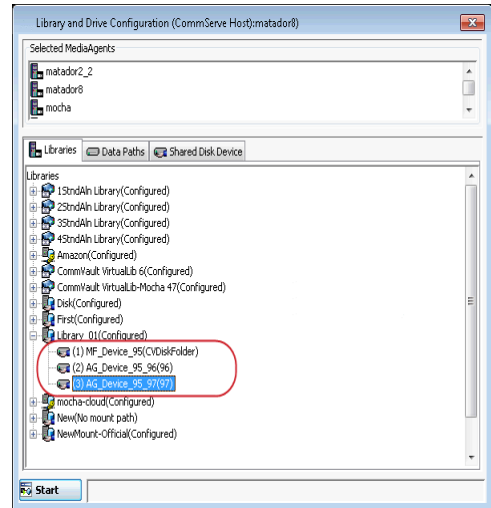 Library and Drive Configuration (CommServe Host):matador8)
Selected MediaAgents
matador2_2
matador8
mocha
Libraries
Data Paths
Shared Disk Device
Libraries
1StndAln Library(Configured)
2StndAln Library(Configured)
3StndAln Library(Configured)
4StndAln Library(Configured)
Amazon(Configured)
CommVault VirtualLib 6(Configured)
CommVault VirtualLib-Mocha 47(Configured)
Disk(Configured)
First(Configured)
Library_01(Configured)
(1) MF_Device_95(CVDiskFolder)
(2) AG_Device_95_96(96)
(3) AG_Device_95_97(97)
mocha-cloud(Configured)
New(No mount path)
NewMount-Official(Configured)
Start